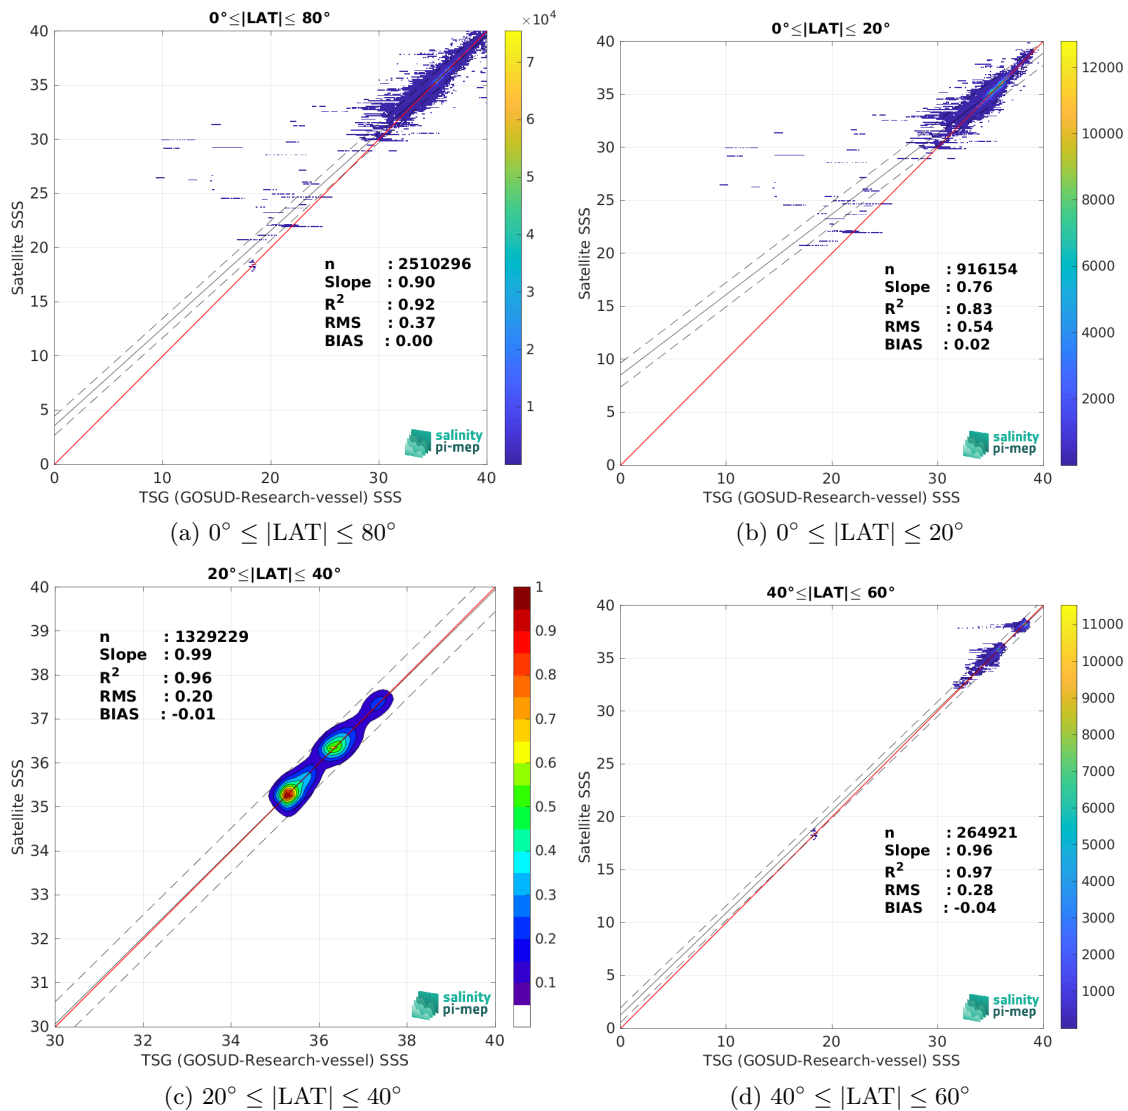 0°≤|LAT|≤ 80°
×10⁴
40
35
30
25
20
15
10
5
0
0
10
20
30
40
7
6
5
4
3
2
1
Satellite SSS
TSG (GOSUD-Research-vessel) SSS
n : 2510296
Slope : 0.90
R² : 0.92
RMS : 0.37
BIAS : 0.00
salinity
pi-mep
(a) 0° ≤ |LAT| ≤ 80°
0°≤|LAT|≤ 20°
40
35
30
25
20
15
10
5
0
0
10
20
30
40
12000
10000
8000
6000
4000
2000
Satellite SSS
TSG (GOSUD-Research-vessel) SSS
n : 916154
Slope : 0.76
R² : 0.83
RMS : 0.54
BIAS : 0.02
salinity
pi-mep
(b) 0° ≤ |LAT| ≤ 20°
20°≤|LAT|≤ 40°
40
39
38
37
36
35
34
33
32
31
30
30
32
34
36
38
40
1
0.9
0.8
0.7
0.6
0.5
0.4
0.3
0.2
0.1
Satellite SSS
TSG (GOSUD-Research-vessel) SSS
n : 1329229
Slope : 0.99
R² : 0.96
RMS : 0.20
BIAS : -0.01
salinity
pi-mep
(c) 20° ≤ |LAT| ≤ 40°
40°≤|LAT|≤ 60°
40
35
30
25
20
15
10
5
0
0
10
20
30
40
11000
10000
9000
8000
7000
6000
5000
4000
3000
2000
1000
Satellite SSS
TSG (GOSUD-Research-vessel) SSS
n : 264921
Slope : 0.96
R² : 0.97
RMS : 0.28
BIAS : -0.04
salinity
pi-mep
(d) 40° ≤ |LAT| ≤ 60°